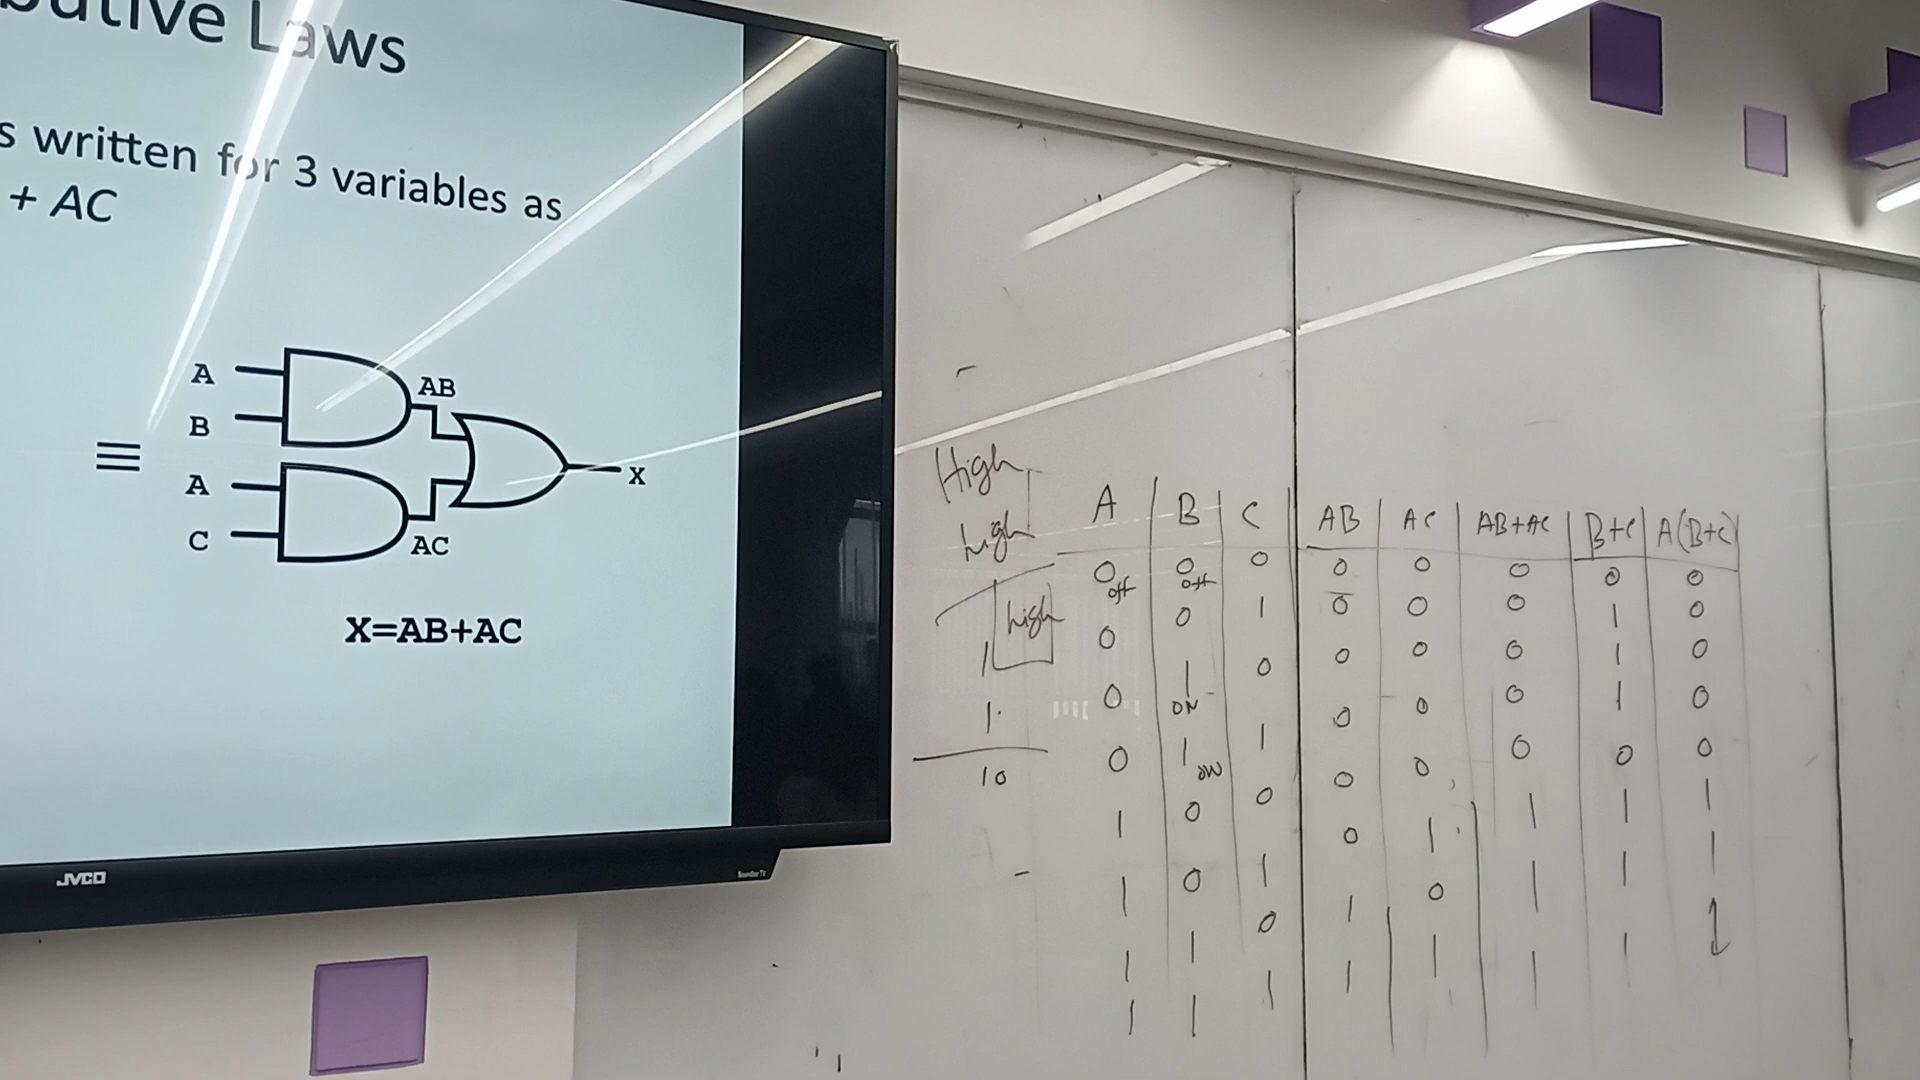 butive Laws
s written for 3 variables as
+ AC
A
B
AB
≡
A
C
AC
X
X=AB+AC
JVCO
Soundbar TV
High
high
high
1
1
1
10
A B C AB AC AB+AC B+C A(B+C)
0 off 0 off 0 0 0 0 0 0
0 0 1 0 0 0 1 0
0 1 ON 0 0 0 0 1 0
0 1 ON 1 0 0 0 1 0
1 0 0 0 0 0 0 0
1 0 1 0 1 1 1 1
1 1 0 1 0 1 1 1
1 1 1 1 1 1 1 1